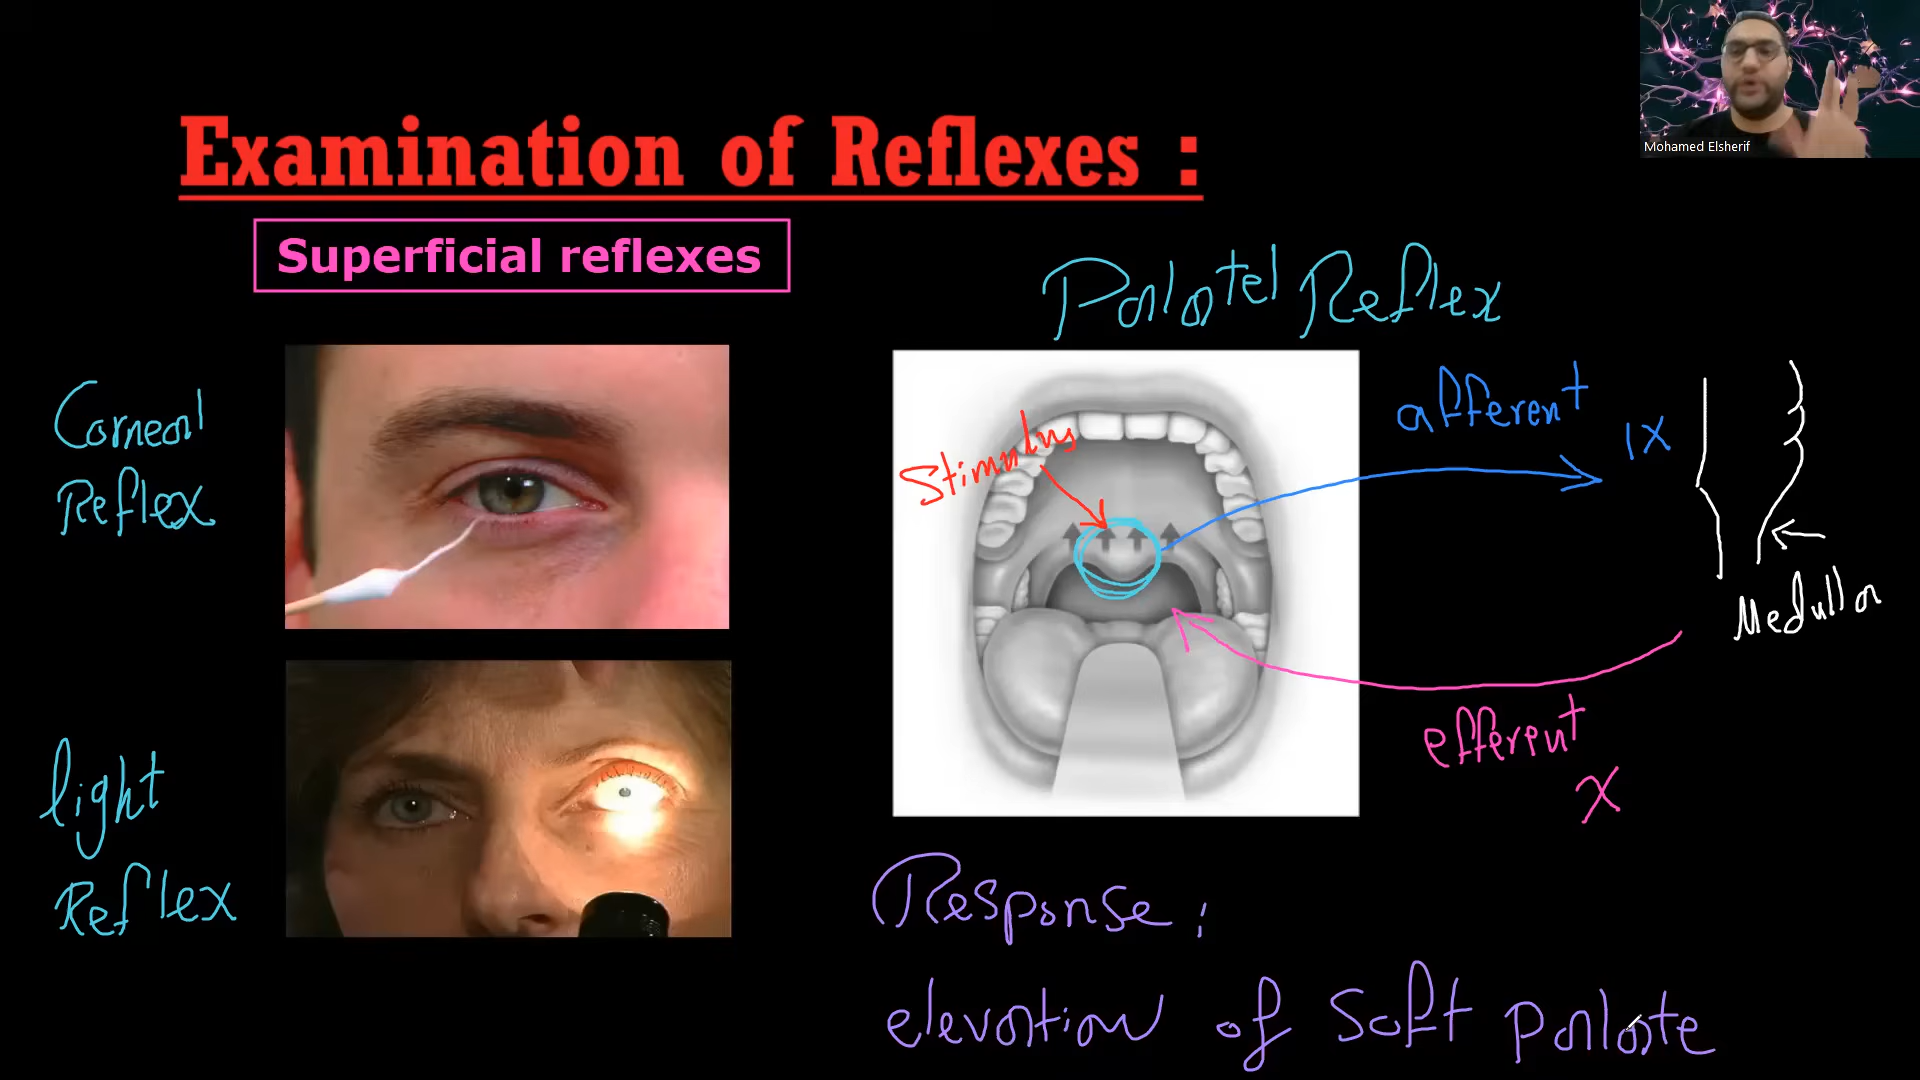 Mohamed Elsherif
Examination of Reflexes :
Superficial reflexes
Palatel Reflex
Corneal
Reflex
Stimulus
afferent
IX
Medulla
efferent
X
light
Reflex
Response :
elevation of Soft palate